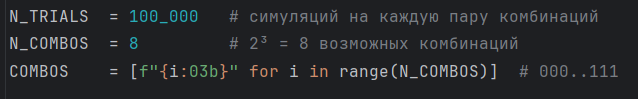 N_TRIALS  = 100_000   # симуляций на каждую пару комбинаций
N_COMBOS  = 8         # 2³ = 8 возможных комбинаций
COMBOS    = [f"{i:03b}" for i in range(N_COMBOS)]  # 000..111